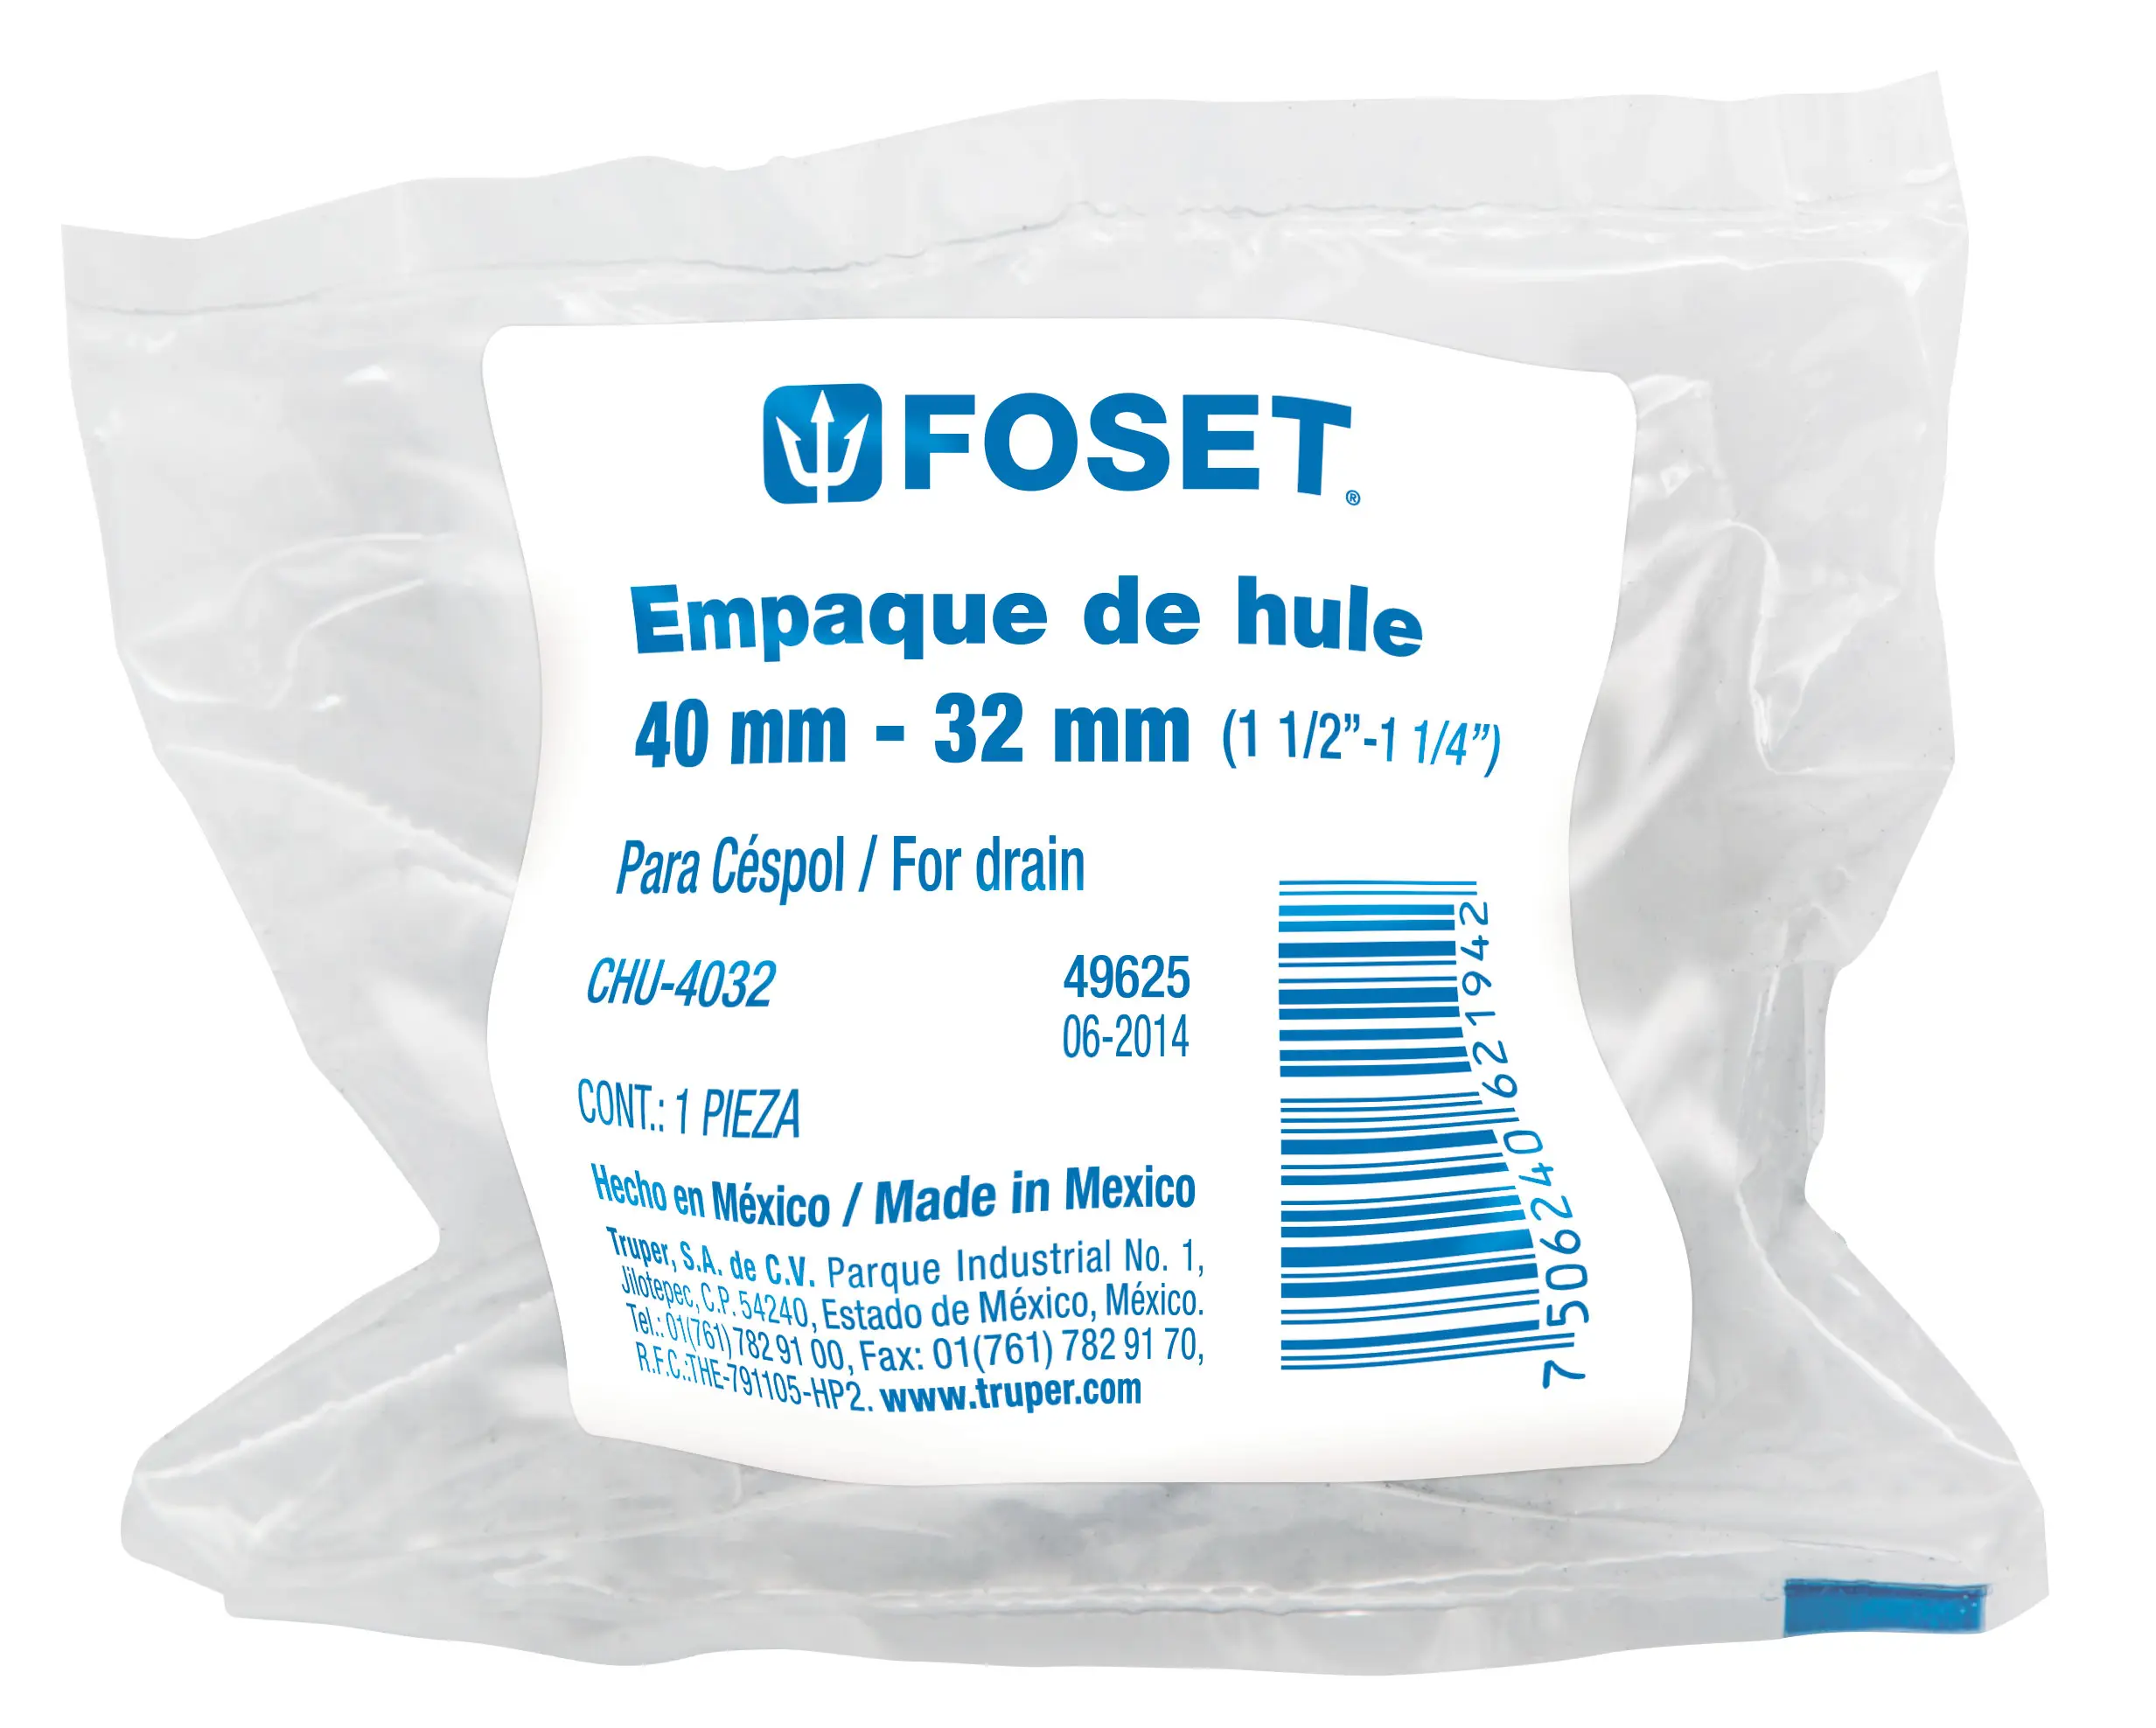 FOSET®
Empaque de hule
40 mm - 32 mm (1 1/2”-1 1/4”)
Para Céspol / For drain
CHU-4032
49625
06-2014
CONT.: 1 PIEZA
Hecho en México / Made in Mexico
Truper, S.A. de C.V. Parque Industrial No. 1,
Jilotepec, C.P. 54240, Estado de México, México.
Tel.: 01(761) 782 91 00, Fax: 01(761) 782 91 70,
R.F.C.:THE-791105-HP2. www.truper.com
7 506240 621942